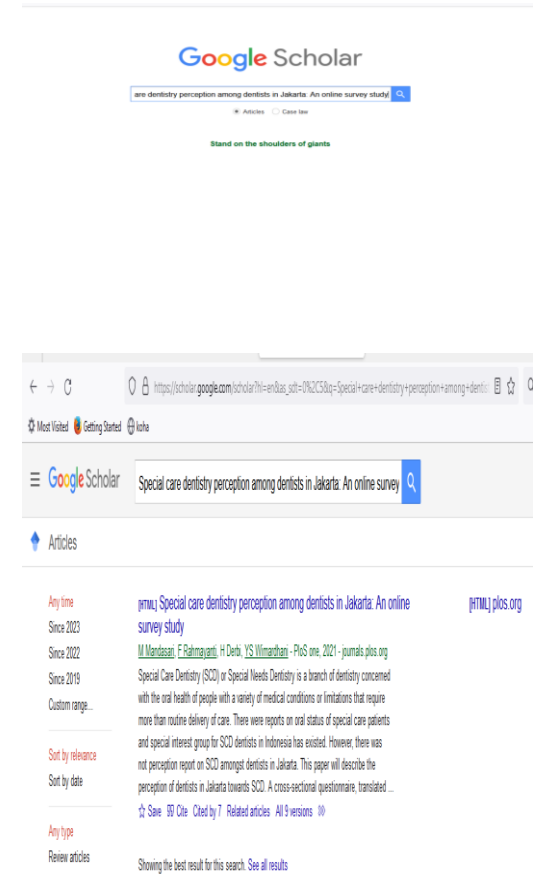 Google Scholar
are dentistry perception among dentists in Jakarta: An online survey study
Articles Case law
Stand on the shoulders of giants
https://scholar.google.com/scholar?hl=en&as_sdt=0%2C5&q=Special+care+dentistry+perception+among+dentis
Most Visited Getting Started koha
Google Scholar
Special care dentistry perception among dentists in Jakarta: An online survey
Articles
Any time
Since 2023
Since 2022
Since 2019
Custom range...
Sort by relevance
Sort by date
Any type
Review articles
[HTML] Special care dentistry perception among dentists in Jakarta: An online
survey study
M Mandasari, F Rahmayanti, H Derbi, YS Wimardhani - PloS one, 2021 - journals.plos.org
Special Care Dentistry (SCD) or Special Needs Dentistry is a branch of dentistry concerned
with the oral health of people with a variety of medical conditions or limitations that require
more than routine delivery of care. There were reports on oral status of special care patients
and special interest group for SCD dentists in Indonesia has existed. However, there was
not perception report on SCD amongst dentists in Jakarta. This paper will describe the
perception of dentists in Jakarta towards SCD. A cross-sectional questionnaire, translated ...
Save Cite Cited by 7 Related articles All 9 versions
[HTML] plos.org
Showing the best result for this search. See all results